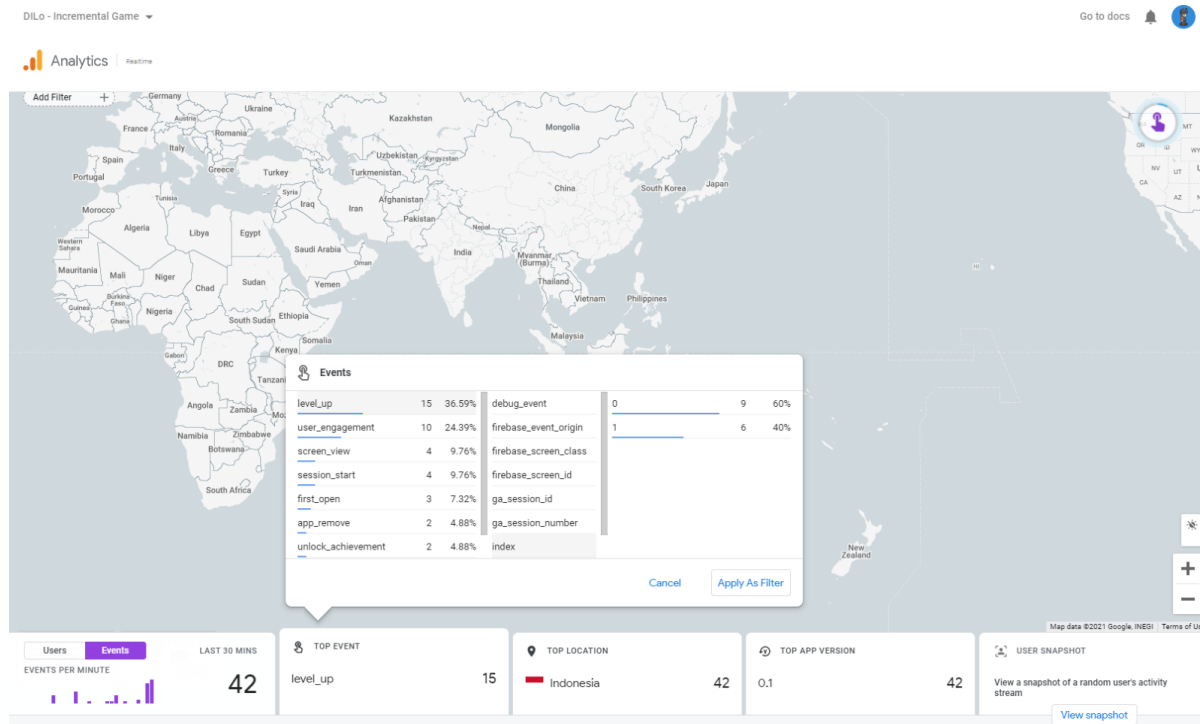 DILo - Incremental Game
Go to docs
Analytics
Realtime
Add Filter +
Germany
Ukraine
Kazakhstan
Mongolia
Austria
France
Romania
Italy
Uzbekistan
Kyrgyzstan
Spain
Greece
Turkey
Turkmenistan
Portugal
China
South Korea
Japan
Syria
Tunisia
Afghanistan
Iraq
Iran
Morocco
Pakistan
Algeria
Libya
Egypt
Nepal
Western
Sahara
Saudi Arabia
India
Myanmar
(Burma)
Oman
Mauritania
Mali
Niger
Chad
Sudan
Yemen
Thailand
Burkina
Faso
Vietnam
Philippines
Guinea
Nigeria
Ghana
South Sudan
Ethiopia
Somalia
Malaysia
Gabon
Kenya
DRC
Tanzani
Angola
Zambia
Mo
Namibia
Zimbabwe
Botswana
South Africa
New
Zealand
MT
OR
ID
WY
NV
UT
CA
AZ
HI
Events
level_up 15 36.59% debug_event 0 9 60%
user_engagement 10 24.39% firebase_event_origin 1 6 40%
screen_view 4 9.76% firebase_screen_class
session_start 4 9.76% firebase_screen_id
first_open 3 7.32% ga_session_id
app_remove 2 4.88% ga_session_number
unlock_achievement 2 4.88% index
Cancel
Apply As Filter
Map data ©2021 Google, INEGI Terms of Us
Users Events
LAST 30 MINS
EVENTS PER MINUTE
42
TOP EVENT
level_up 15
TOP LOCATION
Indonesia 42
TOP APP VERSION
0.1 42
USER SNAPSHOT
View a snapshot of a random user's activity
stream
View snapshot